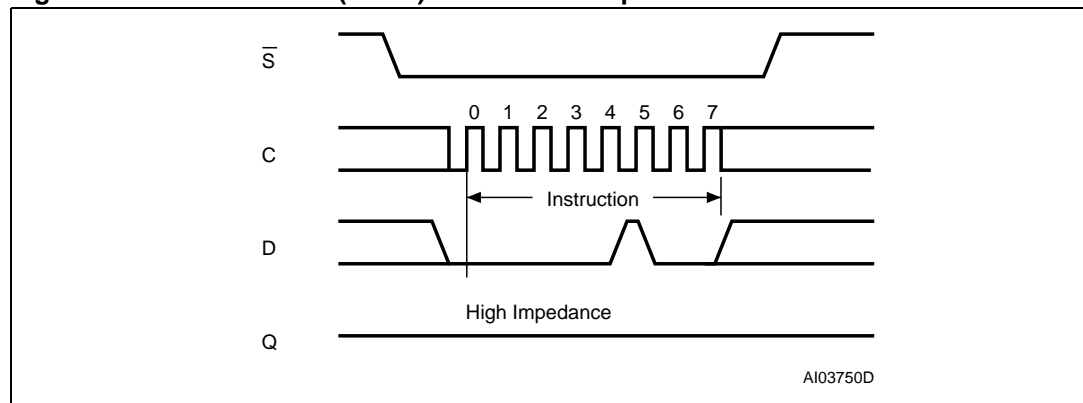 S̅
0 1 2 3 4 5 6 7
C
Instruction
D
High Impedance
Q
AI03750D